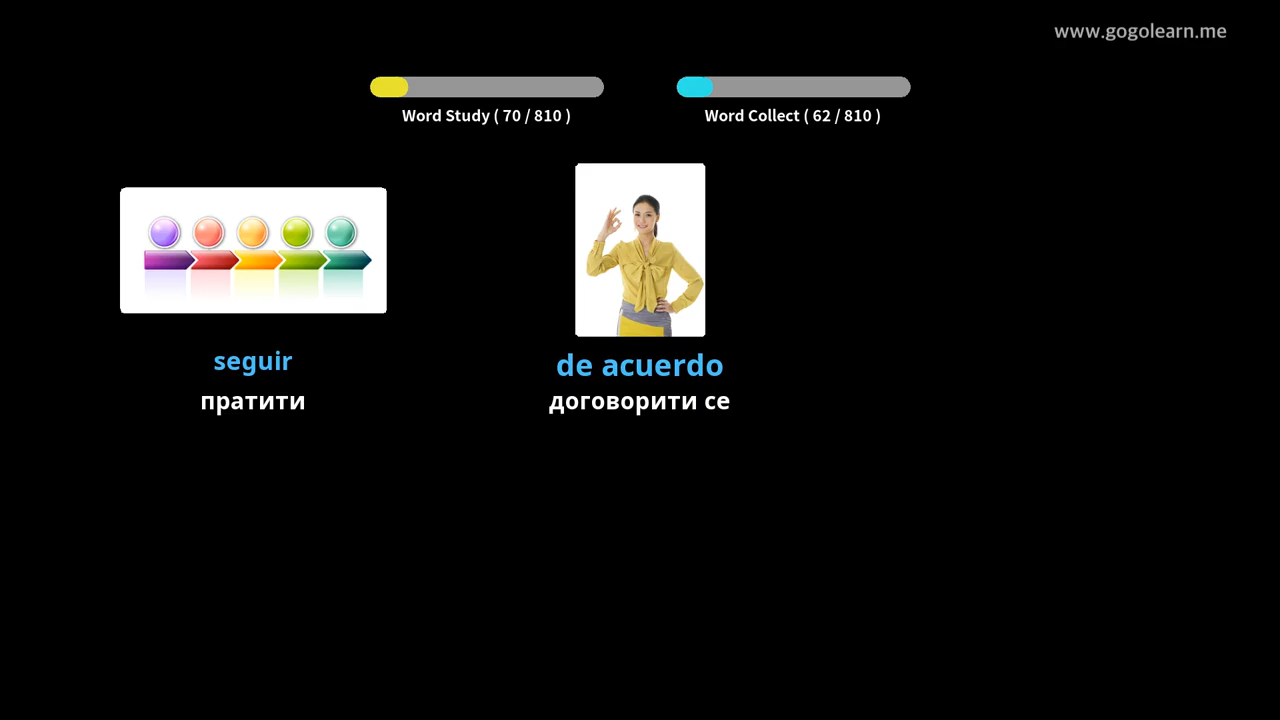 www.gogolearn.me
Word Study ( 70 / 810 )
Word Collect ( 62 / 810 )
seguir
пратити
de acuerdo
договорити се